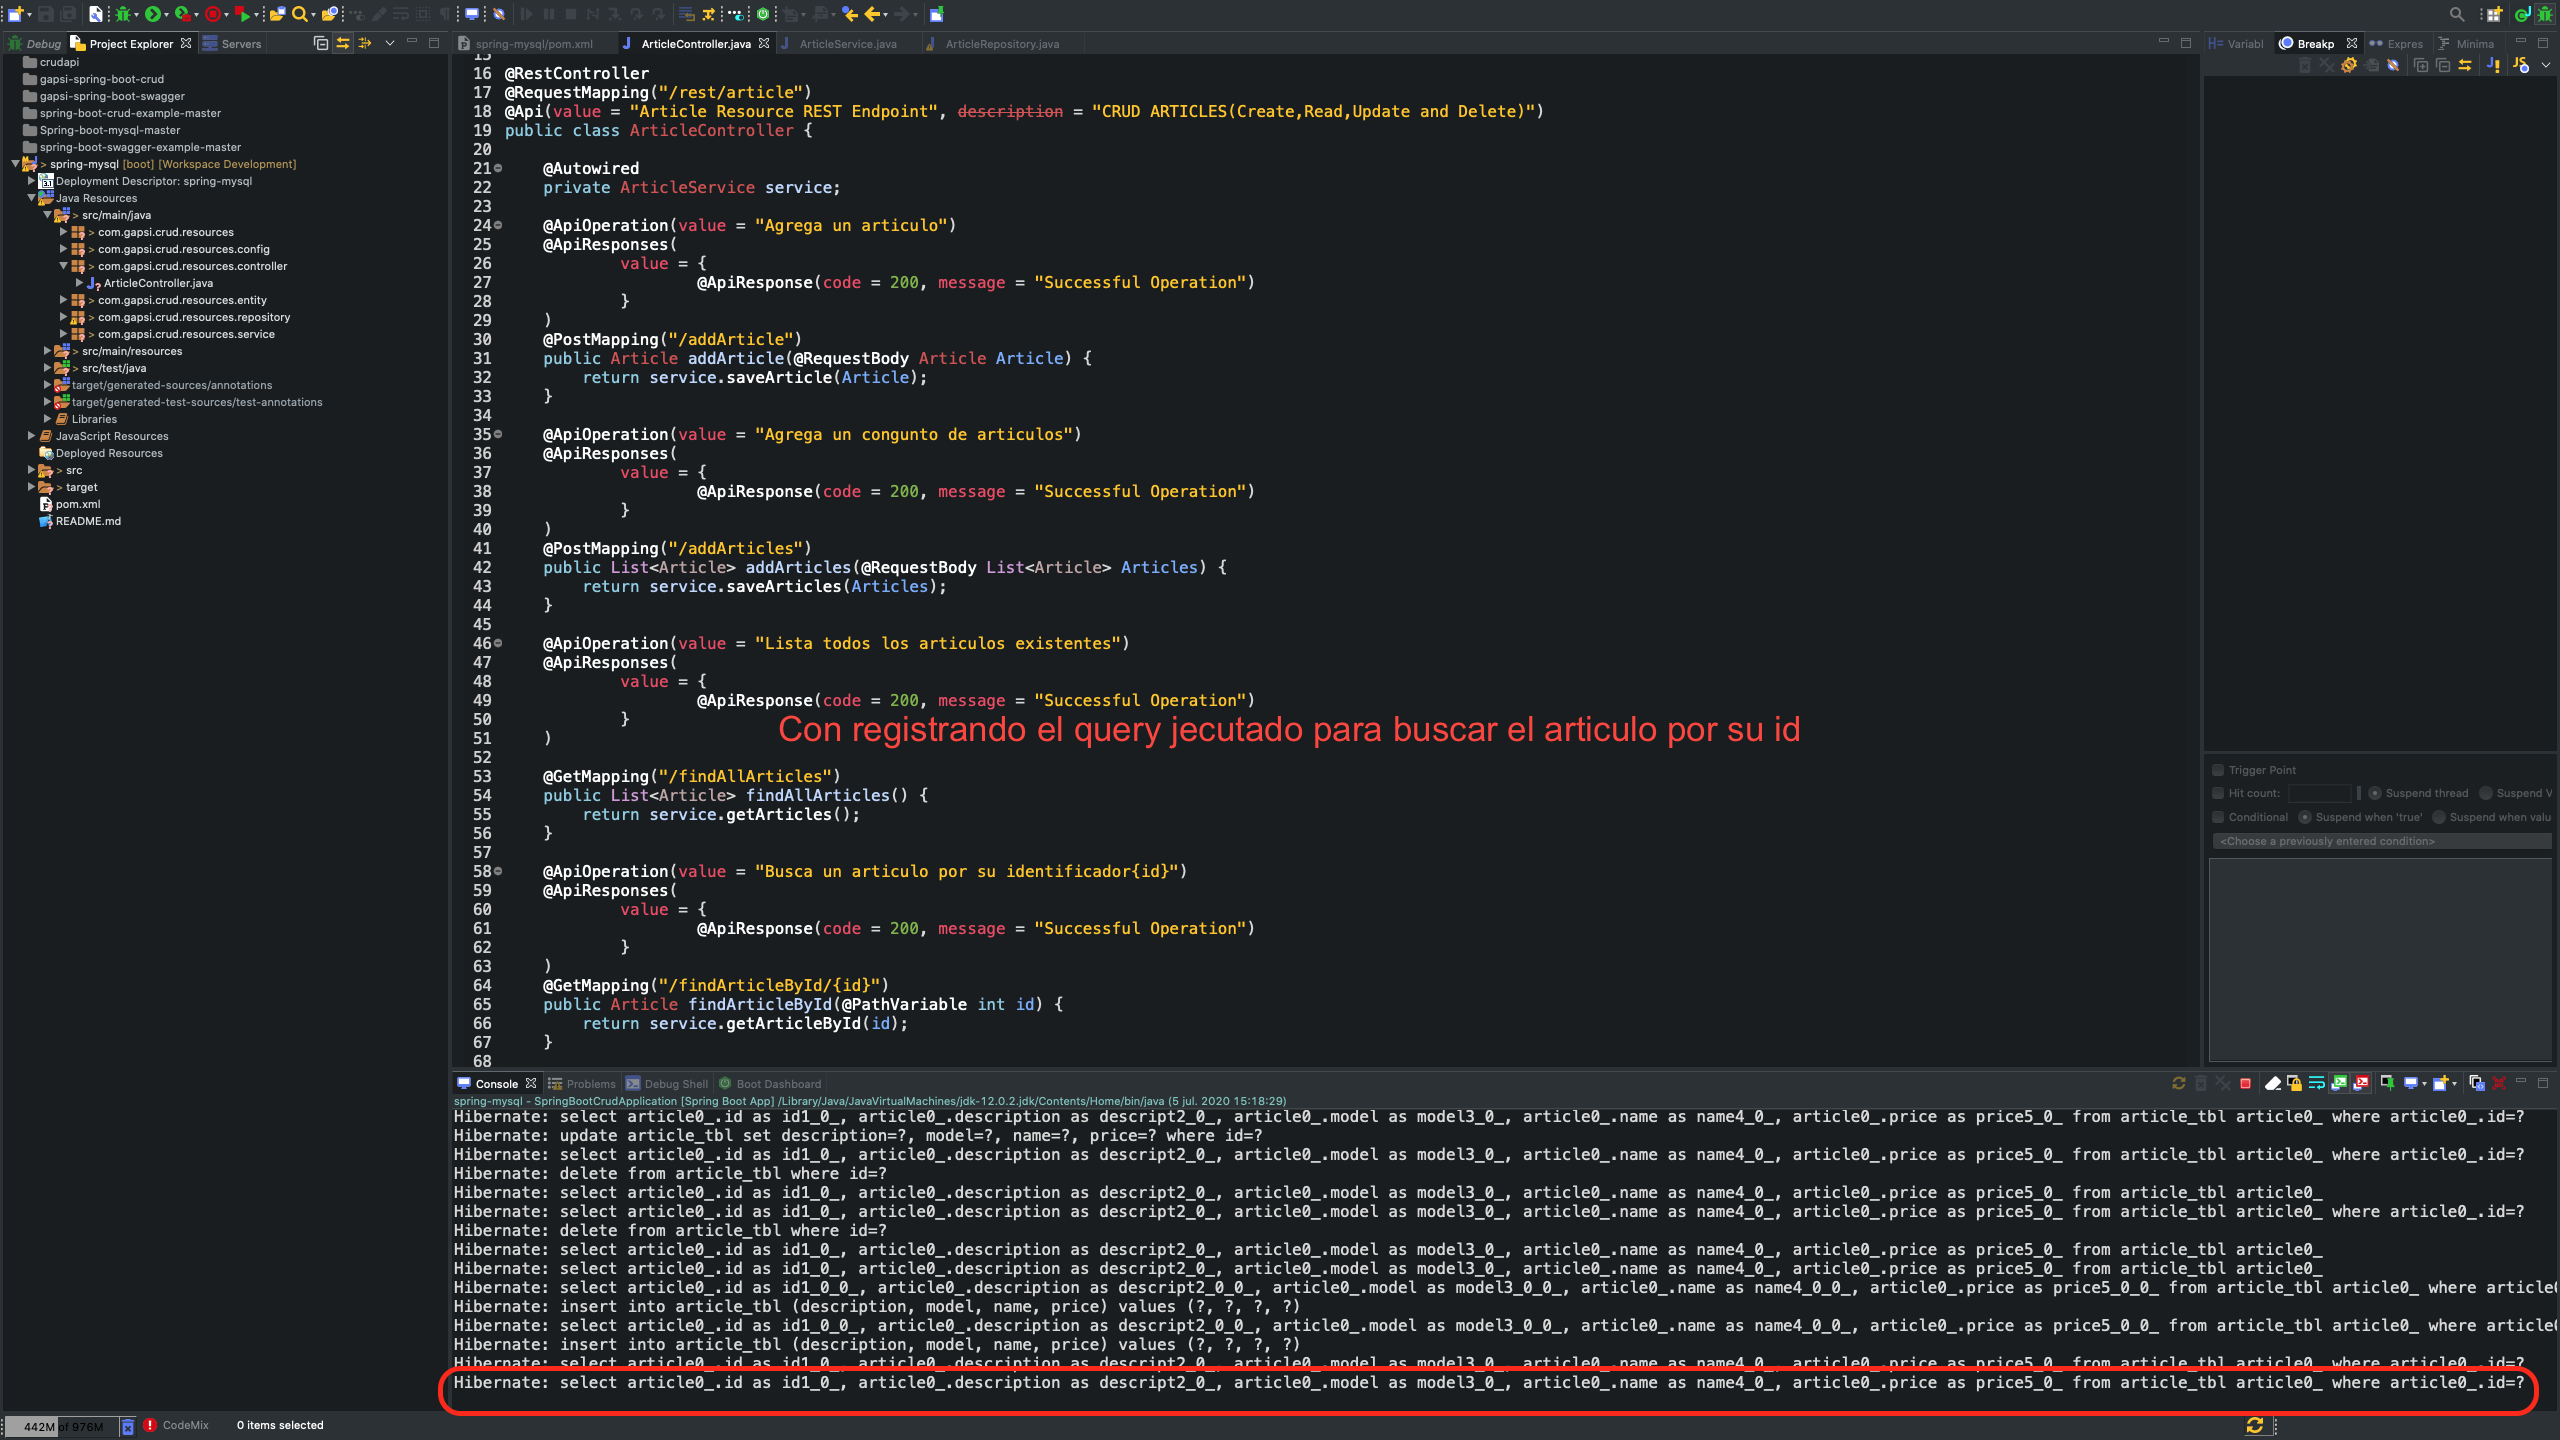 Debug
Project Explorer
Servers
crudapi
gapsi-spring-boot-crud
gapsi-spring-boot-swagger
spring-boot-crud-example-master
Spring-boot-mysql-master
spring-boot-swagger-example-master
> spring-mysql [boot] [Workspace Development]
Deployment Descriptor: spring-mysql
Java Resources
> src/main/java
> com.gapsi.crud.resources
> com.gapsi.crud.resources.config
> com.gapsi.crud.resources.controller
ArticleController.java
> com.gapsi.crud.resources.entity
> com.gapsi.crud.resources.repository
> com.gapsi.crud.resources.service
> src/main/resources
> src/test/java
target/generated-sources/annotations
target/generated-test-sources/test-annotations
Libraries
JavaScript Resources
Deployed Resources
> src
> target
pom.xml
README.md
spring-mysql/pom.xml
ArticleController.java
ArticleService.java
ArticleRepository.java
15
16 @RestController
17 @RequestMapping("/rest/article")
18 @Api(value = "Article Resource REST Endpoint", description = "CRUD ARTICLES(Create,Read,Update and Delete)")
19 public class ArticleController {
20
21 @Autowired
22 private ArticleService service;
23
24 @ApiOperation(value = "Agrega un articulo")
25 @ApiResponses(
26 value = {
27 @ApiResponse(code = 200, message = "Successful Operation")
28 }
29 )
30 @PostMapping("/addArticle")
31 public Article addArticle(@RequestBody Article Article) {
32 return service.saveArticle(Article);
33 }
34
35 @ApiOperation(value = "Agrega un congunto de articulos")
36 @ApiResponses(
37 value = {
38 @ApiResponse(code = 200, message = "Successful Operation")
39 }
40 )
41 @PostMapping("/addArticles")
42 public List<Article> addArticles(@RequestBody List<Article> Articles) {
43 return service.saveArticles(Articles);
44 }
45
46 @ApiOperation(value = "Lista todos los articulos existentes")
47 @ApiResponses(
48 value = {
49 @ApiResponse(code = 200, message = "Successful Operation")
50 }
Con registrando el query jecutado para buscar el articulo por su id
51 )
52
53 @GetMapping("/findAllArticles")
54 public List<Article> findAllArticles() {
55 return service.getArticles();
56 }
57
58 @ApiOperation(value = "Busca un articulo por su identificador{id}")
59 @ApiResponses(
60 value = {
61 @ApiResponse(code = 200, message = "Successful Operation")
62 }
63 )
64 @GetMapping("/findArticleById/{id}")
65 public Article findArticleById(@PathVariable int id) {
66 return service.getArticleById(id);
67 }
68
Variabl
Breakp
Expres
Minima
Trigger Point
Hit count:
Suspend thread
Suspend V
Conditional
Suspend when 'true'
Suspend when valu
<Choose a previously entered condition>
Console
Problems
Debug Shell
Boot Dashboard
spring-mysql - SpringBootCrudApplication [Spring Boot App] /Library/Java/JavaVirtualMachines/jdk-12.0.2.jdk/Contents/Home/bin/java (5 jul. 2020 15:18:29)
Hibernate: select article0_.id as id1_0_, article0_.description as descript2_0_, article0_.model as model3_0_, article0_.name as name4_0_, article0_.price as price5_0_ from article_tbl article0_ where article0_.id=?
Hibernate: update article_tbl set description=?, model=?, name=?, price=? where id=?
Hibernate: select article0_.id as id1_0_, article0_.description as descript2_0_, article0_.model as model3_0_, article0_.name as name4_0_, article0_.price as price5_0_ from article_tbl article0_ where article0_.id=?
Hibernate: delete from article_tbl where id=?
Hibernate: select article0_.id as id1_0_, article0_.description as descript2_0_, article0_.model as model3_0_, article0_.name as name4_0_, article0_.price as price5_0_ from article_tbl article0_
Hibernate: select article0_.id as id1_0_, article0_.description as descript2_0_, article0_.model as model3_0_, article0_.name as name4_0_, article0_.price as price5_0_ from article_tbl article0_ where article0_.id=?
Hibernate: delete from article_tbl where id=?
Hibernate: select article0_.id as id1_0_, article0_.description as descript2_0_, article0_.model as model3_0_, article0_.name as name4_0_, article0_.price as price5_0_ from article_tbl article0_
Hibernate: select article0_.id as id1_0_, article0_.description as descript2_0_, article0_.model as model3_0_, article0_.name as name4_0_, article0_.price as price5_0_ from article_tbl article0_
Hibernate: select article0_.id as id1_0_0_, article0_.description as descript2_0_0_, article0_.model as model3_0_0_, article0_.name as name4_0_0_, article0_.price as price5_0_0_ from article_tbl article0_ where article0
Hibernate: insert into article_tbl (description, model, name, price) values (?, ?, ?, ?)
Hibernate: select article0_.id as id1_0_0_, article0_.description as descript2_0_0_, article0_.model as model3_0_0_, article0_.name as name4_0_0_, article0_.price as price5_0_0_ from article_tbl article0_ where article0
Hibernate: insert into article_tbl (description, model, name, price) values (?, ?, ?, ?)
Hibernate: select article0_.id as id1_0_, article0_.description as descript2_0_, article0_.model as model3_0_, article0_.name as name4_0_, article0_.price as price5_0_ from article_tbl article0_ where article0_.id=?
Hibernate: select article0_.id as id1_0_, article0_.description as descript2_0_, article0_.model as model3_0_, article0_.name as name4_0_, article0_.price as price5_0_ from article_tbl article0_ where article0_.id=?
442M of 976M
CodeMix
0 items selected